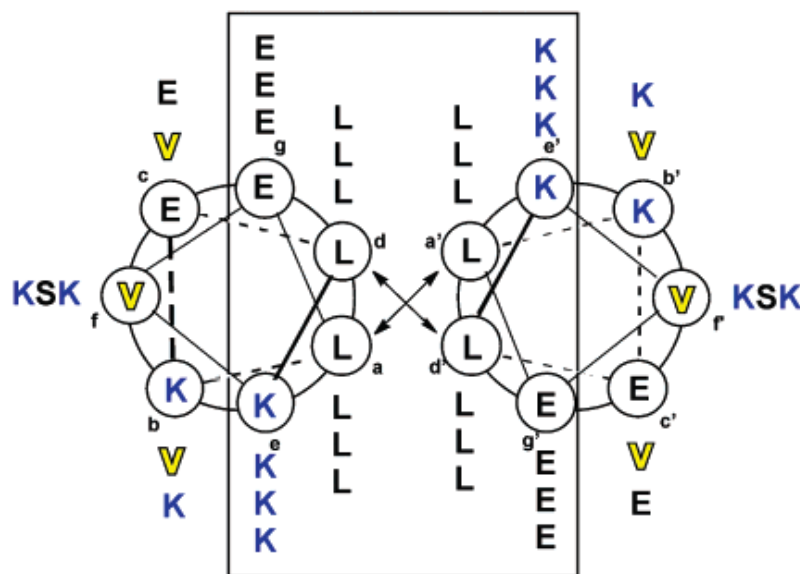 E K
E E K K
E L L K V
V E L L K
c g L L e' b'
E E K K
L d a' L
KSK V V KSK
f f'
L a d' L
K K E E
b e g' c'
L L
V K L L E V
K K L L E E
K E